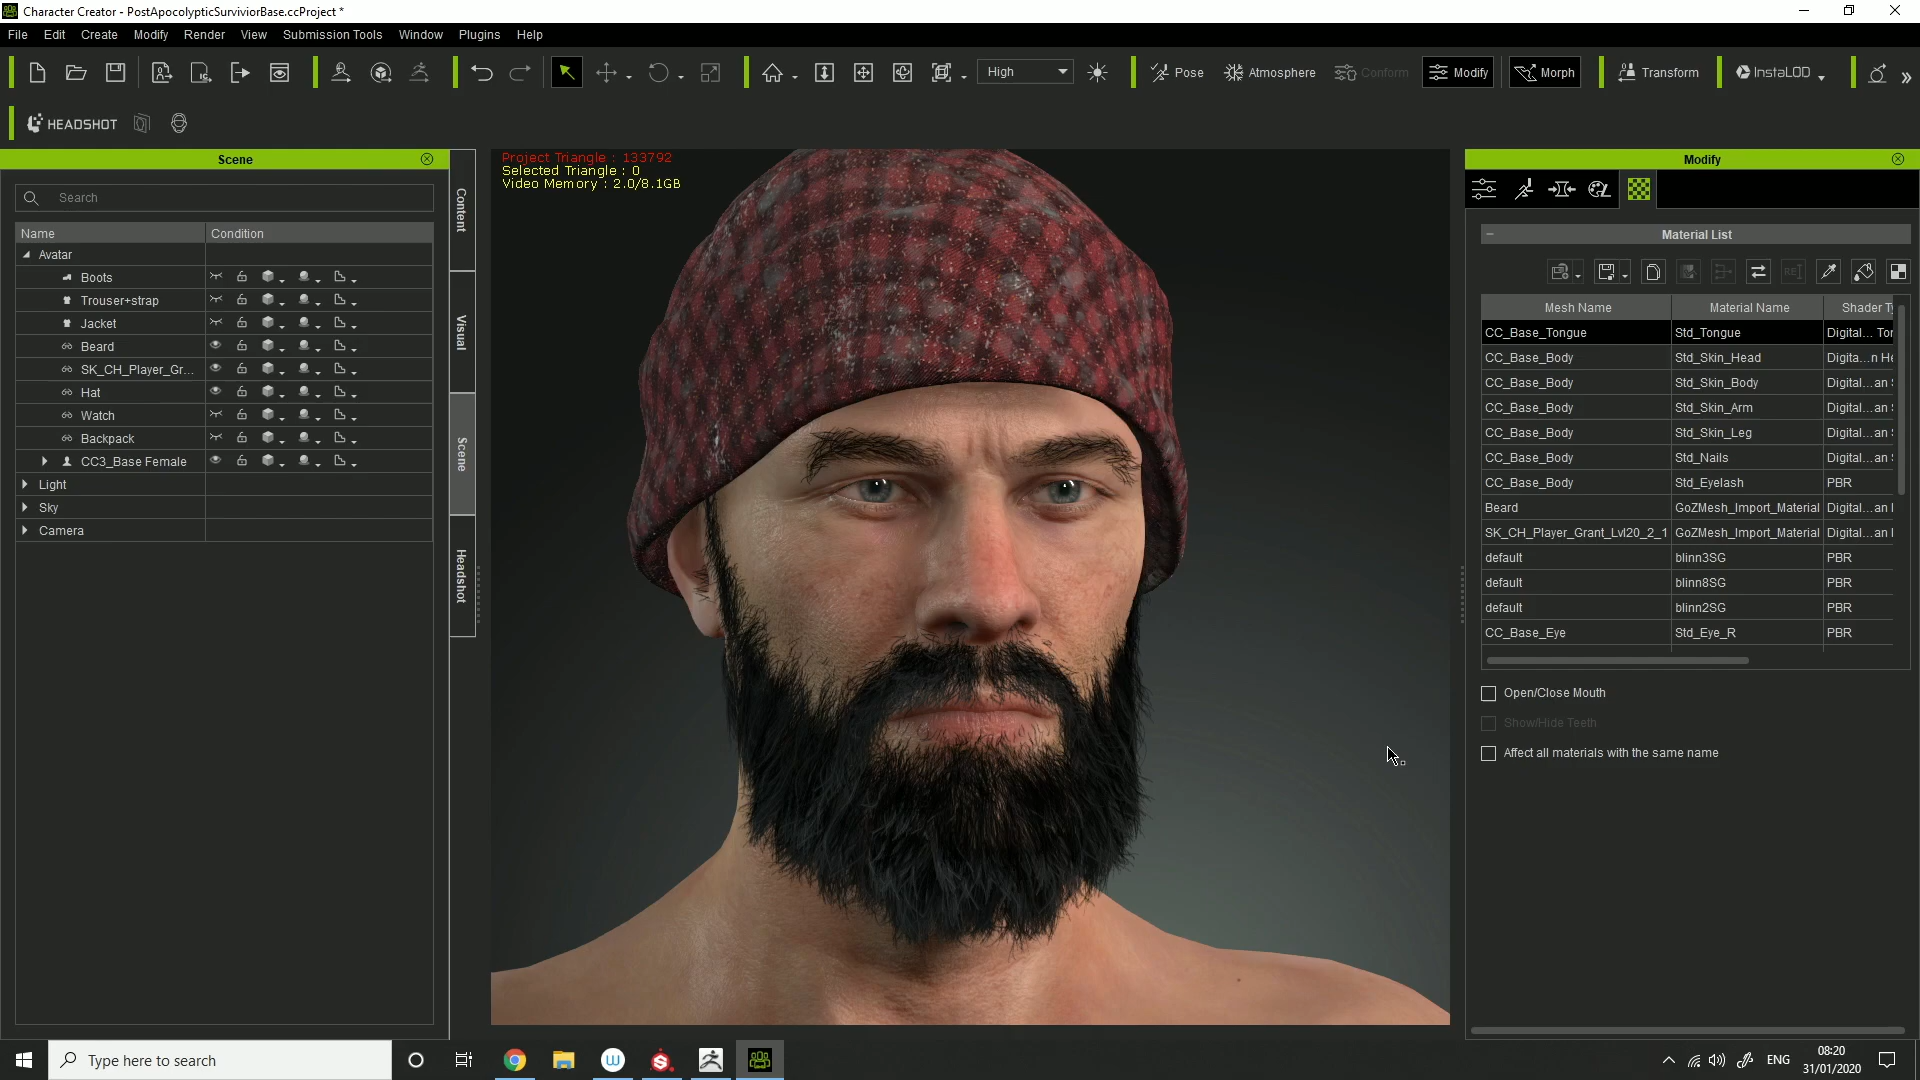 Character Creator - PostApocolypticSurviviorBase.ccProject *
File Edit Create Modify Render View Submission Tools Window Plugins Help
High Pose Atmosphere Conform Modify Morph Transform InstaLOD
HEADSHOT
Scene
Search
Name Condition
Avatar
Boots
Trouser+strap
Jacket
Beard
SK_CH_Player_Gr...
Hat
Watch
Backpack
CC3_Base Female
Light
Sky
Camera
Content
Visual
Scene
Headshot
Project Triangle : 133792
Selected Triangle : 0
Video Memory : 2.0/8.1GB
Modify
Material List
Mesh Name Material Name Shader Ty
CC_Base_Tongue Std_Tongue Digital... Ton
CC_Base_Body Std_Skin_Head Digita...n He
CC_Base_Body Std_Skin_Body Digital...an
CC_Base_Body Std_Skin_Arm Digital...an
CC_Base_Body Std_Skin_Leg Digital...an
CC_Base_Body Std_Nails Digital...an
CC_Base_Body Std_Eyelash PBR
Beard GoZMesh_Import_Material Digital...an
SK_CH_Player_Grant_Lvl20_2_1 GoZMesh_Import_Material Digital...an
default blinn3SG PBR
default blinn8SG PBR
default blinn2SG PBR
CC_Base_Eye Std_Eye_R PBR
Open/Close Mouth
Show/Hide Teeth
Affect all materials with the same name
Type here to search
ENG
08:20
31/01/2020